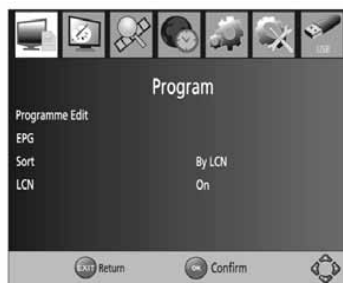 USB
Program
Programme Edit
EPG
Sort By LCN
LCN On
EXIT Return OK Confirm